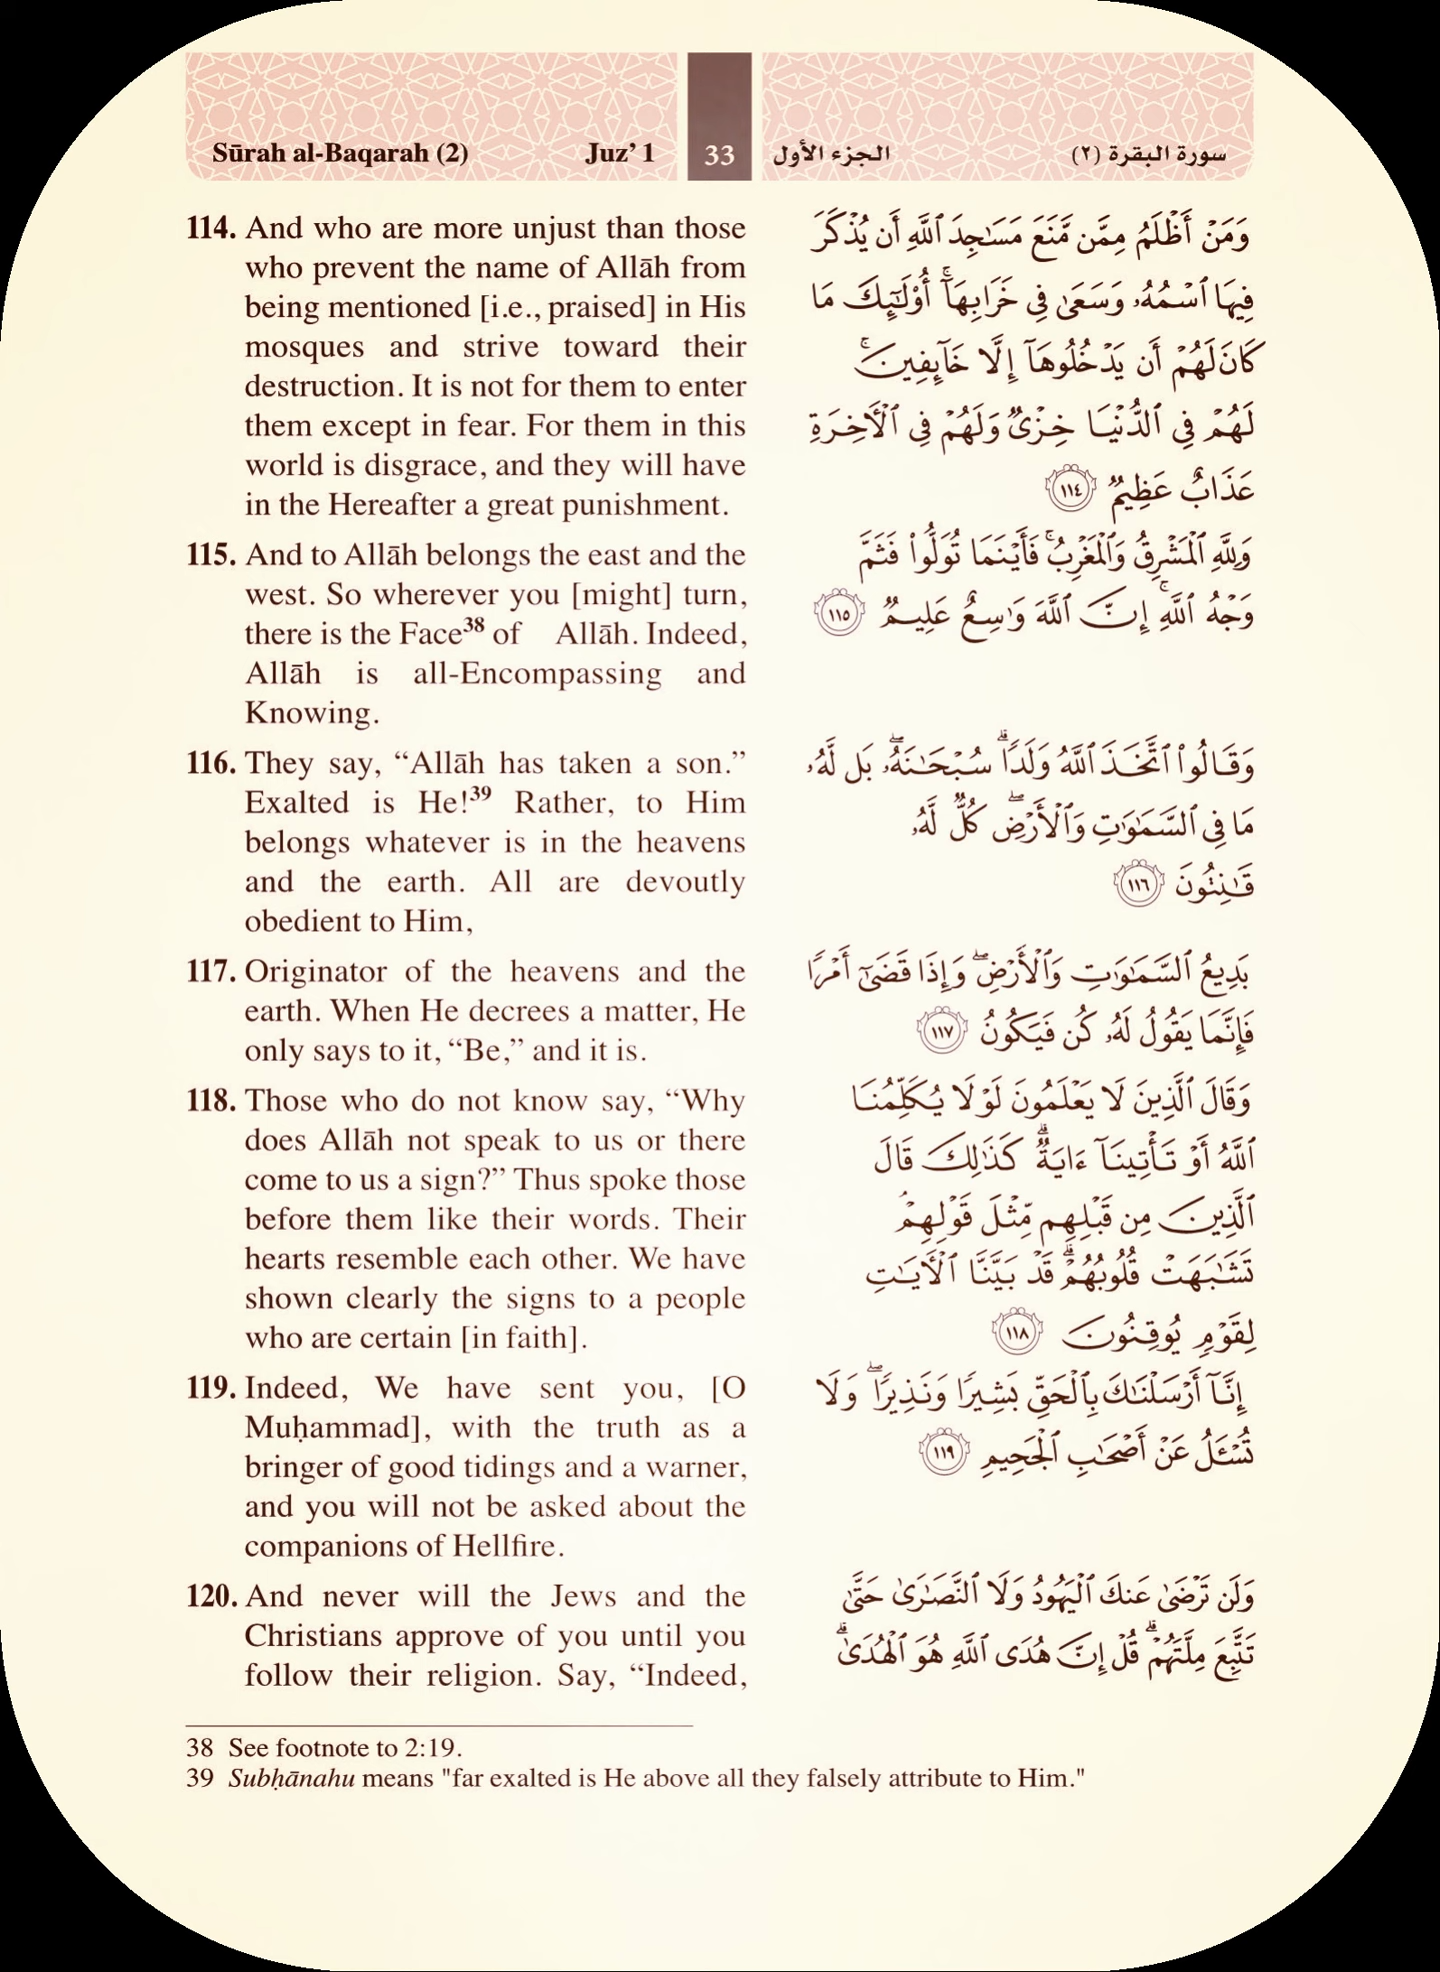 Sūrah al-Baqarah (2) Juz’ 1 33 الجزء الأول سورة البقرة (٢)
114. And who are more unjust than those
who prevent the name of Allāh from
being mentioned [i.e., praised] in His
mosques and strive toward their
destruction. It is not for them to enter
them except in fear. For them in this
world is disgrace, and they will have
in the Hereafter a great punishment.
115. And to Allāh belongs the east and the
west. So wherever you [might] turn,
there is the Face38 of Allāh. Indeed,
Allāh is all-Encompassing and
Knowing.
116. They say, “Allāh has taken a son.”
Exalted is He!39 Rather, to Him
belongs whatever is in the heavens
and the earth. All are devoutly
obedient to Him,
117. Originator of the heavens and the
earth. When He decrees a matter, He
only says to it, “Be,” and it is.
118. Those who do not know say, “Why
does Allāh not speak to us or there
come to us a sign?” Thus spoke those
before them like their words. Their
hearts resemble each other. We have
shown clearly the signs to a people
who are certain [in faith].
119. Indeed, We have sent you, [O
Muḥammad], with the truth as a
bringer of good tidings and a warner,
and you will not be asked about the
companions of Hellfire.
120. And never will the Jews and the
Christians approve of you until you
follow their religion. Say, “Indeed,
وَمَنْ أَظْلَمُ مِمَّن مَّنَعَ مَسَٰجِدَ ٱللَّهِ أَن يُذْكَرَ
فِيهَا ٱسْمُهُۥ وَسَعَىٰ فِى خَرَابِهَآ ۚ أُو۟لَٰٓئِكَ مَا
كَانَ لَهُمْ أَن يَدْخُلُوهَآ إِلَّا خَآئِفِينَ ۚ
لَهُمْ فِى ٱلدُّنْيَا خِزْىٌ وَلَهُمْ فِى ٱلْءَاخِرَةِ
عَذَابٌ عَظِيمٌ ١١٤
وَلِلَّهِ ٱلْمَشْرِقُ وَٱلْمَغْرِبُ ۚ فَأَيْنَمَا تُوَلُّوا۟ فَثَمَّ
وَجْهُ ٱللَّهِ ۚ إِنَّ ٱللَّهَ وَٰسِعٌ عَلِيمٌ ١١٥
وَقَالُوا۟ ٱتَّخَذَ ٱللَّهُ وَلَدًا ۗ سُبْحَٰنَهُۥ ۖ بَل لَّهُۥ
مَا فِى ٱلسَّمَٰوَٰتِ وَٱلْأَرْضِ ۖ كُلٌّ لَّهُۥ
قَٰنِتُونَ ١١٦
بَدِيعُ ٱلسَّمَٰوَٰتِ وَٱلْأَرْضِ ۖ وَإِذَا قَضَىٰٓ أَمْرًا
فَإِنَّمَا يَقُولُ لَهُۥ كُن فَيَكُونُ ١١٧
وَقَالَ ٱلَّذِينَ لَا يَعْلَمُونَ لَوْلَا يُكَلِّمُنَا
ٱللَّهُ أَوْ تَأْتِينَآ ءَايَةٌ ۗ كَذَٰلِكَ قَالَ
ٱلَّذِينَ مِن قَبْلِهِم مِّثْلَ قَوْلِهِمْ ۘ
تَشَٰبَهَتْ قُلُوبُهُمْ ۗ قَدْ بَيَّنَّا ٱلْءَايَٰتِ
لِقَوْمٍ يُوقِنُونَ ١١٨
إِنَّآ أَرْسَلْنَٰكَ بِٱلْحَقِّ بَشِيرًا وَنَذِيرًا ۖ وَلَا
تُسْـَٔلُ عَنْ أَصْحَٰبِ ٱلْجَحِيمِ ١١٩
وَلَن تَرْضَىٰ عَنكَ ٱلْيَهُودُ وَلَا ٱلنَّصَٰرَىٰ حَتَّىٰ
تَتَّبِعَ مِلَّتَهُمْ ۗ قُلْ إِنَّ هُدَى ٱللَّهِ هُوَ ٱلْهُدَىٰ ۗ
38 See footnote to 2:19.
39 Subḥānahu means "far exalted is He above all they falsely attribute to Him."